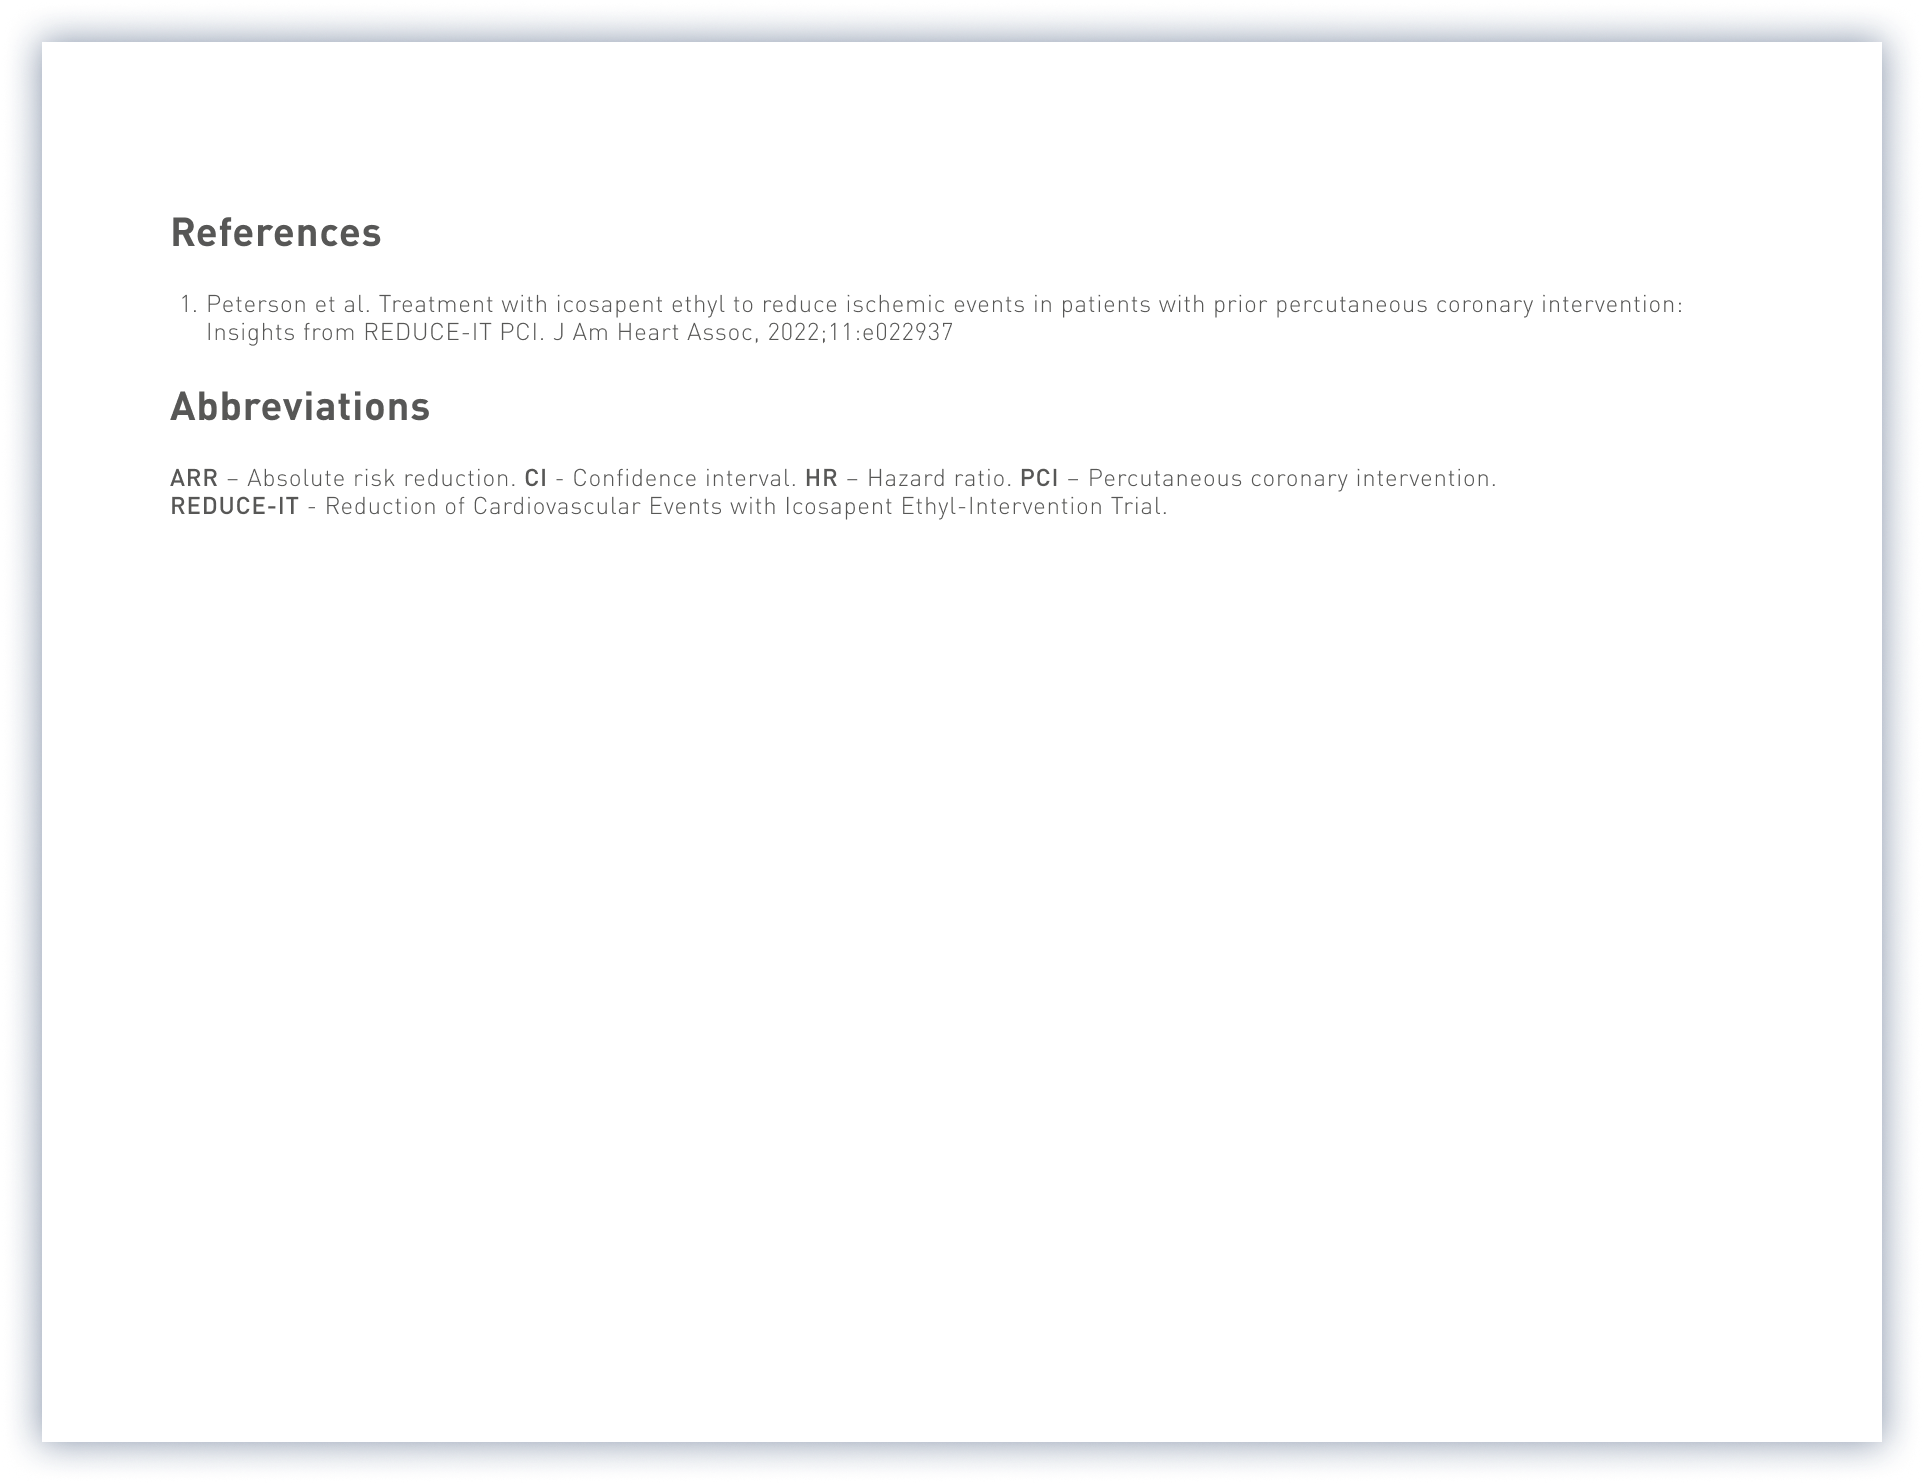 References
1. Peterson et al. Treatment with icosapent ethyl to reduce ischemic events in patients with prior percutaneous coronary intervention:
Insights from REDUCE-IT PCI. J Am Heart Assoc, 2022;11:e022937
Abbreviations
ARR – Absolute risk reduction. CI - Confidence interval. HR – Hazard ratio. PCI – Percutaneous coronary intervention.
REDUCE-IT - Reduction of Cardiovascular Events with Icosapent Ethyl-Intervention Trial.